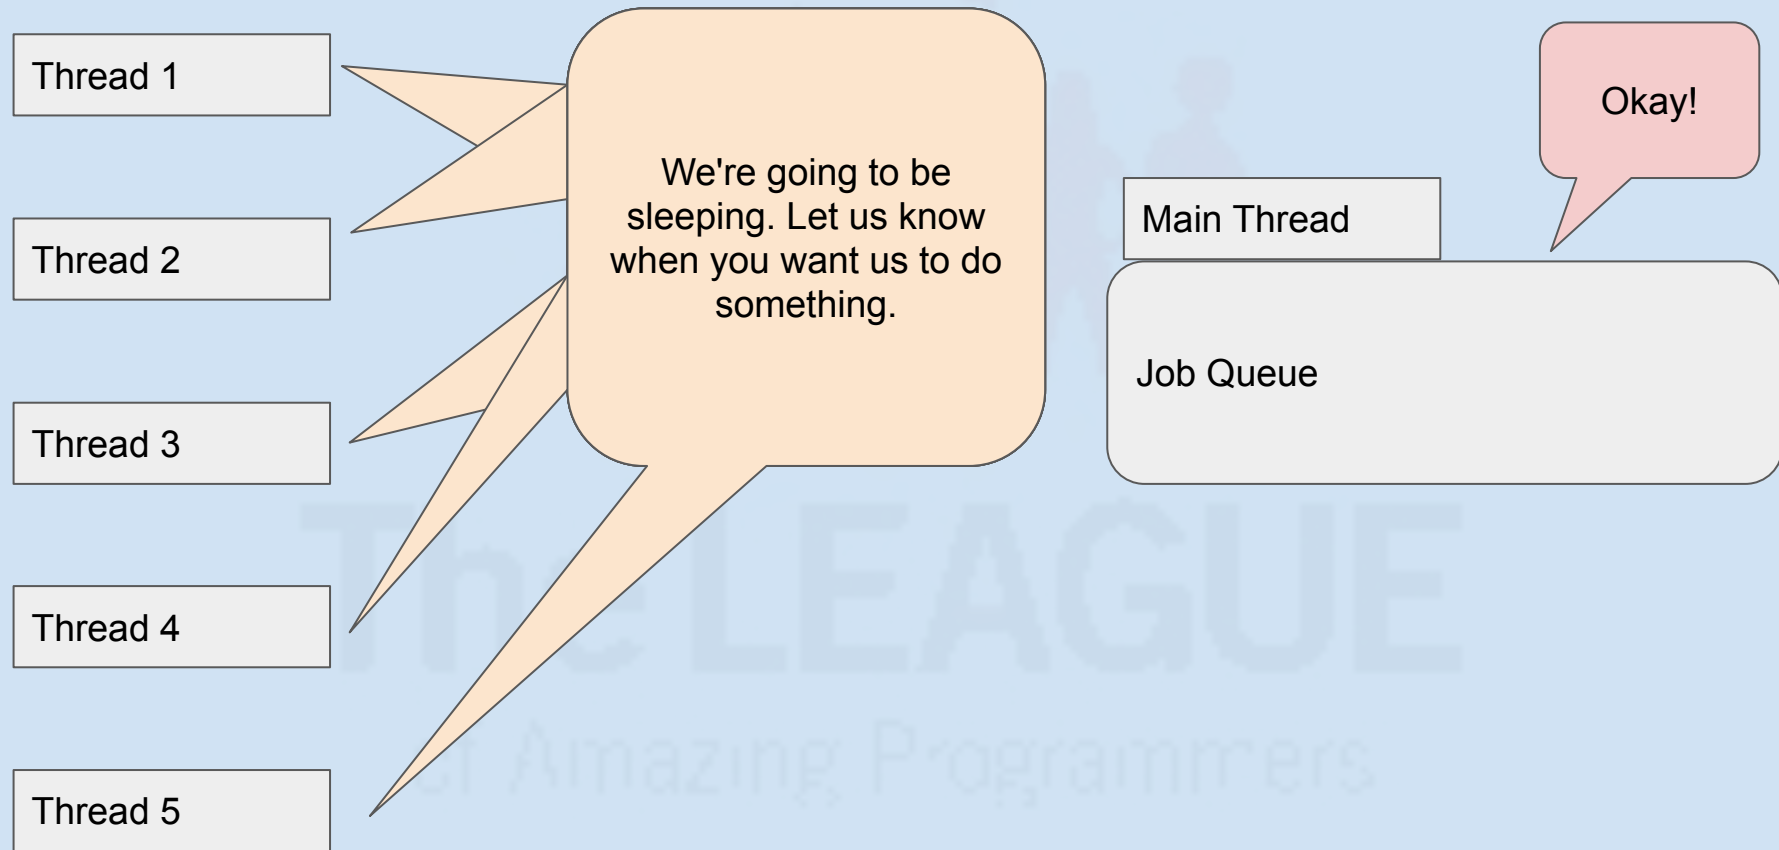 Thread 1
Thread 2
Thread 3
Thread 4
Thread 5
We're going to be
sleeping. Let us know
when you want us to do
something.
Okay!
Main Thread
Job Queue
The LEAGUE
of Amazing Programmers